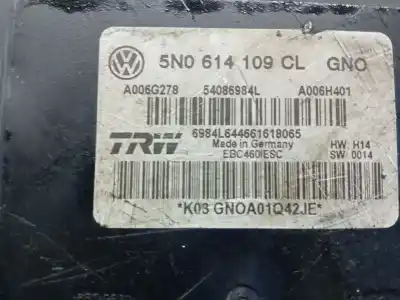 5N0 614 109 CL GNO
A006G278 54086984L A006H401
6984L644661618065
TRW Made in Germany HW: H14
EBC460IESC SW: 0014
*K03 GNOA01Q42JE*